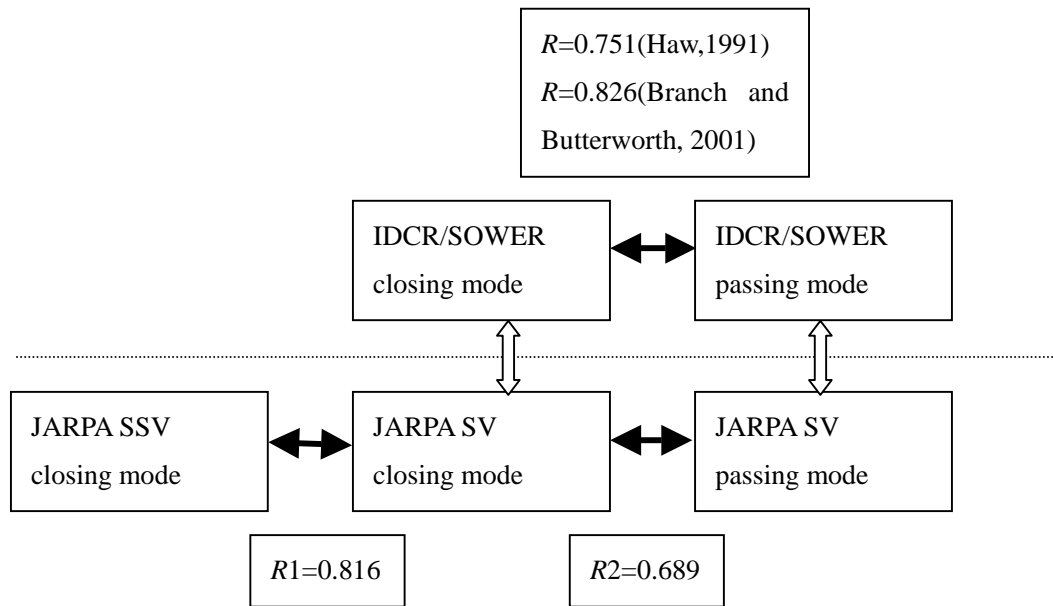 R=0.751(Haw,1991)
R=0.826(Branch and
Butterworth, 2001)
IDCR/SOWER
closing mode
IDCR/SOWER
passing mode
JARPA SSV
closing mode
JARPA SV
closing mode
JARPA SV
passing mode
R1=0.816
R2=0.689